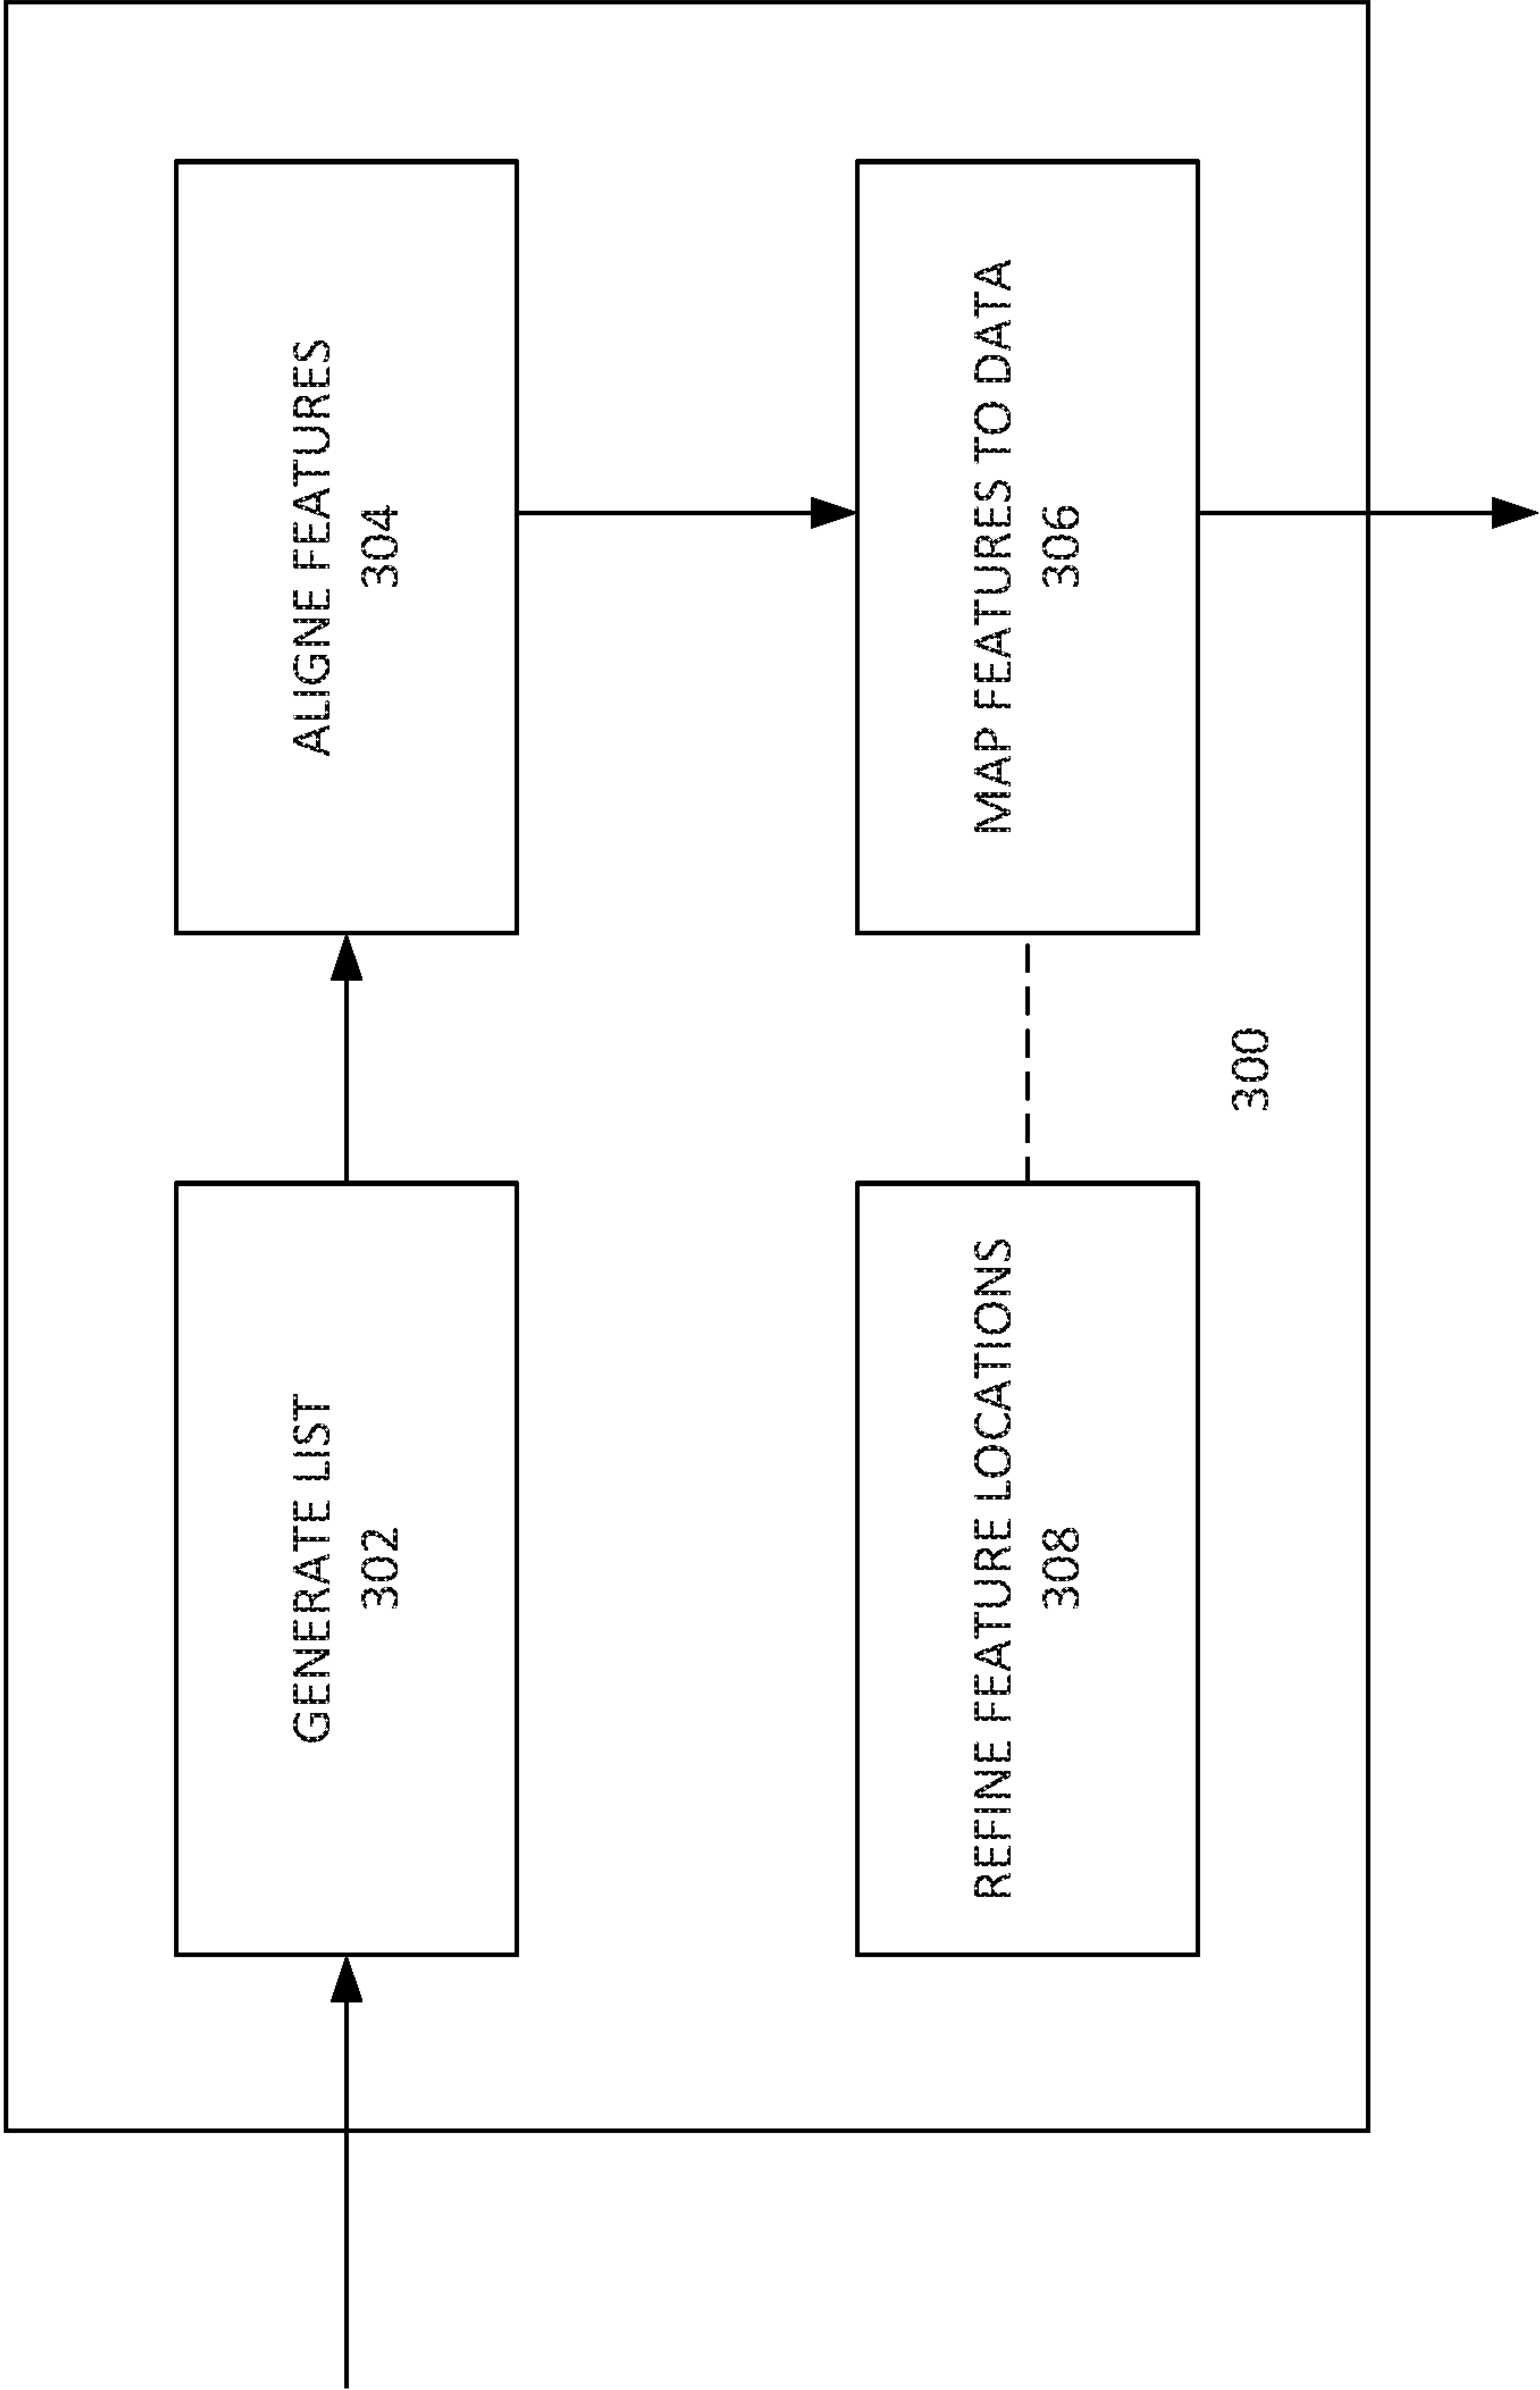 GENERATE LIST
302
ALIGNE FEATURES
304
REFINE FEATURE LOCATIONS
308
MAP FEATURES TO DATA
306
300